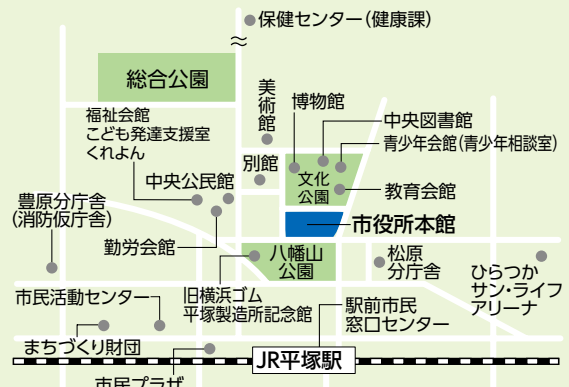 保健センター(健康課)
総合公園
美術館
博物館
中央図書館
青少年会館(青少年相談室)
福祉会館
こども発達支援室
くれよん
別館
文化
公園
中央公民館
教育会館
豊原分庁舎
(消防仮庁舎)
市役所本館
勤労会館
八幡山
公園
松原
分庁舎
ひらつか
サン・ライフ
アリーナ
旧横浜ゴム
平塚製造所記念館
市民活動センター
駅前市民
窓口センター
まちづくり財団
JR平塚駅
市民プラザ